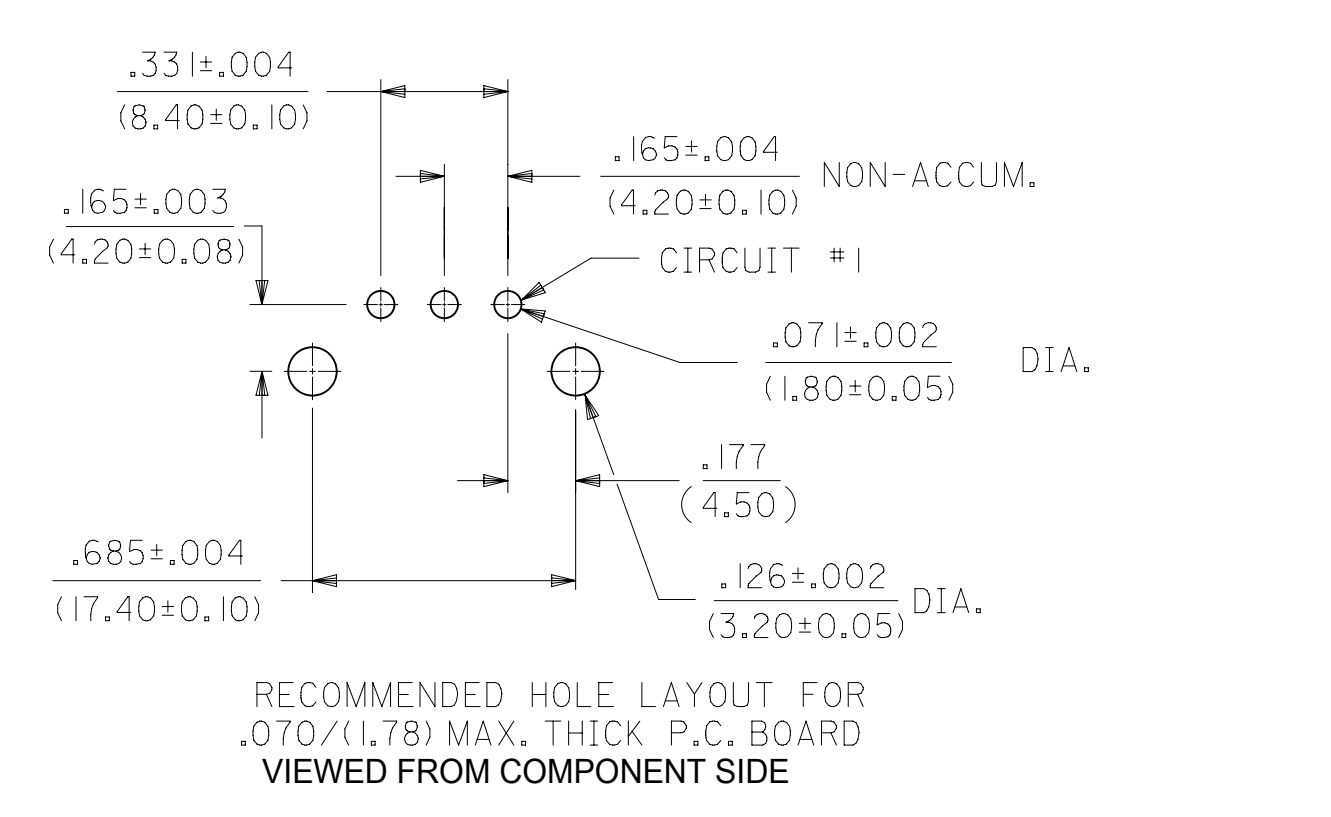 .331±.004
(8.40±0.10)
.165±.004
(4.20±0.10)
NON-ACCUM.
.165±.003
(4.20±0.08)
CIRCUIT #1
.071±.002
(1.80±0.05)
DIA.
.177
(4.50)
.685±.004
(17.40±0.10)
.126±.002
(3.20±0.05)
DIA.
RECOMMENDED HOLE LAYOUT FOR
.070/(1.78) MAX. THICK P.C. BOARD
VIEWED FROM COMPONENT SIDE